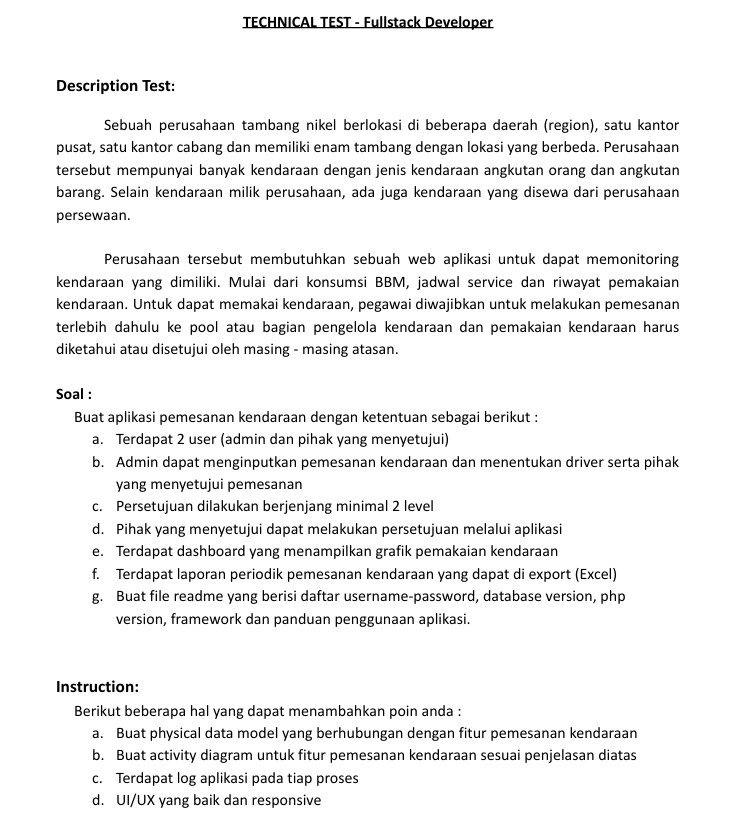 TECHNICAL TEST - Fullstack Developer
Description Test:
Sebuah perusahaan tambang nikel berlokasi di beberapa daerah (region), satu kantor
pusat, satu kantor cabang dan memiliki enam tambang dengan lokasi yang berbeda. Perusahaan
tersebut mempunyai banyak kendaraan dengan jenis kendaraan angkutan orang dan angkutan
barang. Selain kendaraan milik perusahaan, ada juga kendaraan yang disewa dari perusahaan
persewaan.
Perusahaan tersebut membutuhkan sebuah web aplikasi untuk dapat memonitoring
kendaraan yang dimiliki. Mulai dari konsumsi BBM, jadwal service dan riwayat pemakaian
kendaraan. Untuk dapat memakai kendaraan, pegawai diwajibkan untuk melakukan pemesanan
terlebih dahulu ke pool atau bagian pengelola kendaraan dan pemakaian kendaraan harus
diketahui atau disetujui oleh masing - masing atasan.
Soal :
Buat aplikasi pemesanan kendaraan dengan ketentuan sebagai berikut :
a. Terdapat 2 user (admin dan pihak yang menyetujui)
b. Admin dapat menginputkan pemesanan kendaraan dan menentukan driver serta pihak
yang menyetujui pemesanan
c. Persetujuan dilakukan berjenjang minimal 2 level
d. Pihak yang menyetujui dapat melakukan persetujuan melalui aplikasi
e. Terdapat dashboard yang menampilkan grafik pemakaian kendaraan
f. Terdapat laporan periodik pemesanan kendaraan yang dapat di export (Excel)
g. Buat file readme yang berisi daftar username-password, database version, php
version, framework dan panduan penggunaan aplikasi.
Instruction:
Berikut beberapa hal yang dapat menambahkan poin anda :
a. Buat physical data model yang berhubungan dengan fitur pemesanan kendaraan
b. Buat activity diagram untuk fitur pemesanan kendaraan sesuai penjelasan diatas
c. Terdapat log aplikasi pada tiap proses
d. UI/UX yang baik dan responsive